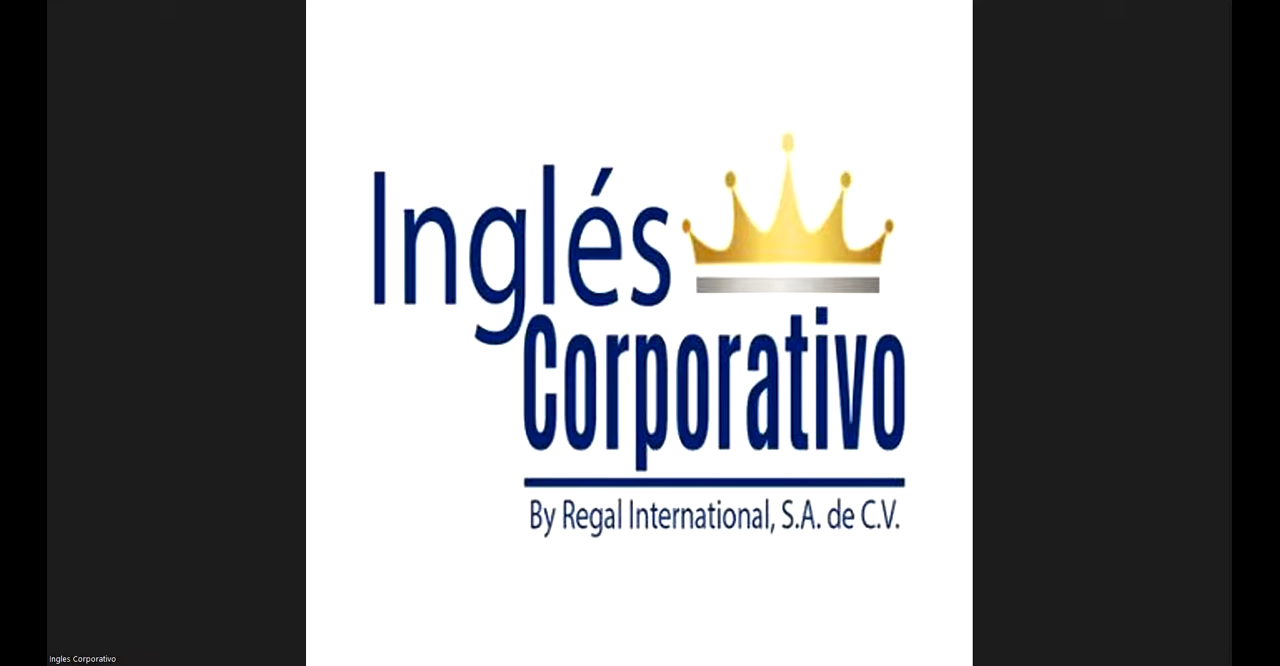 Inglés
Corporativo
By Regal International, S.A. de C.V.
Ingles Corporativo